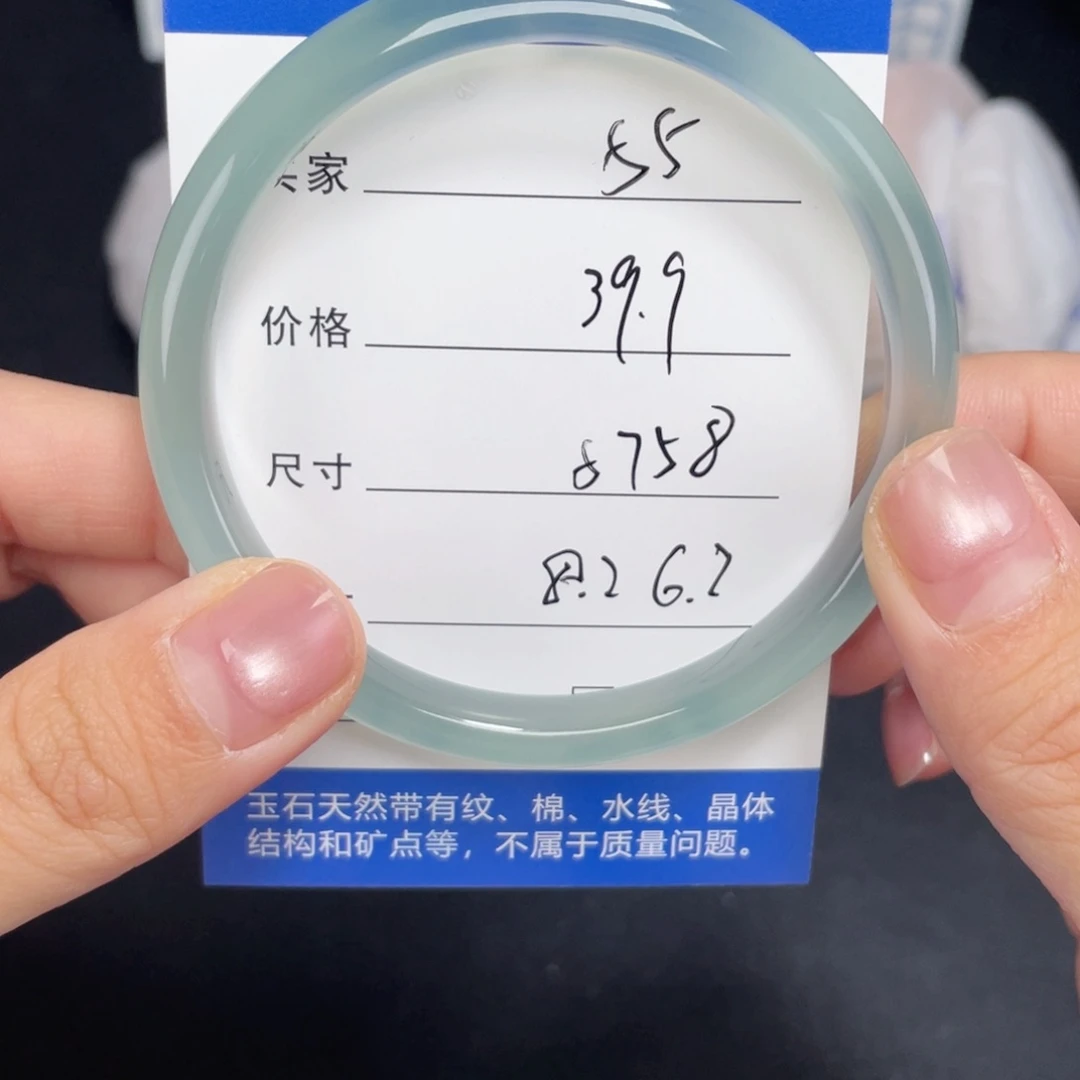 家 55
价格 39.9
尺寸 8758
8.2 6.2
玉石天然带有纹、棉、水线、晶体
结构和矿点等，不属于质量问题。